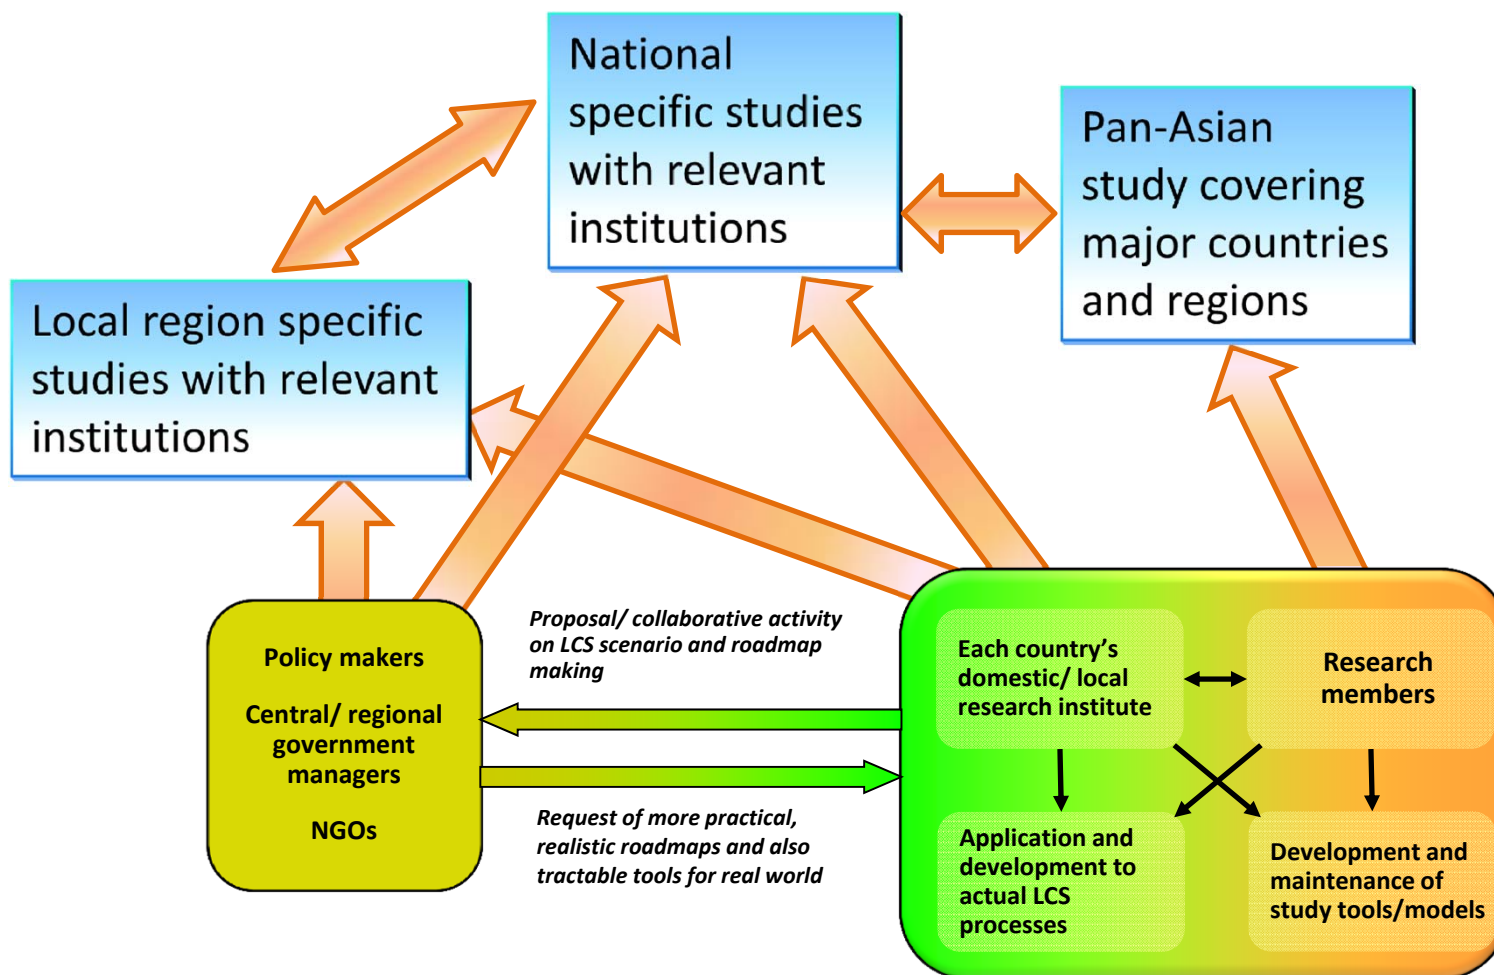 National
specific studies
with relevant
institutions
Pan-Asian
study covering
major countries
and regions
Local region specific
studies with relevant
institutions
Policy makers
Central/ regional
government
managers
NGOs
Proposal/ collaborative activity
on LCS scenario and roadmap
making
Request of more practical,
realistic roadmaps and also
tractable tools for real world
Each country's
domestic/ local
research institute
Research
members
Application and
development to
actual LCS
processes
Development and
maintenance of
study tools/models